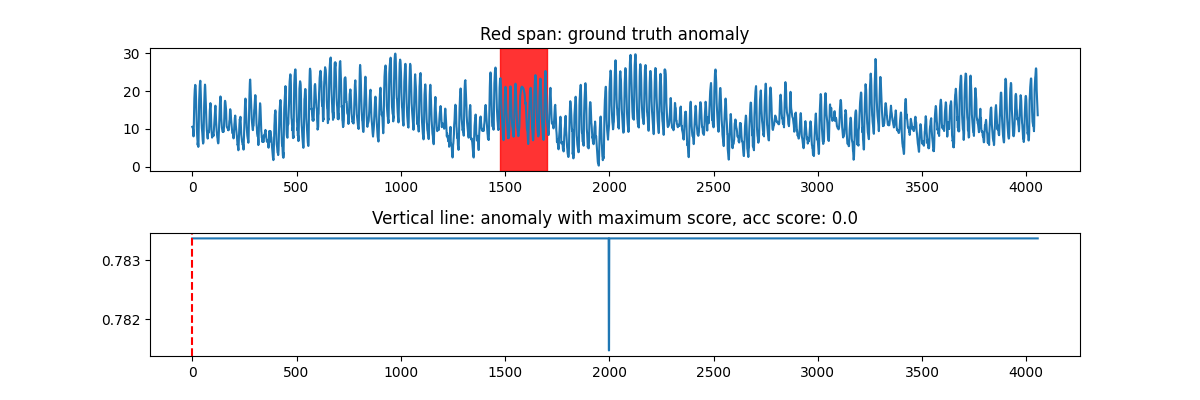 Red span: ground truth anomaly
30
20
10
0
0 500 1000 1500 2000 2500 3000 3500 4000
Vertical line: anomaly with maximum score, acc score: 0.0
0.783
0.782
0 500 1000 1500 2000 2500 3000 3500 4000